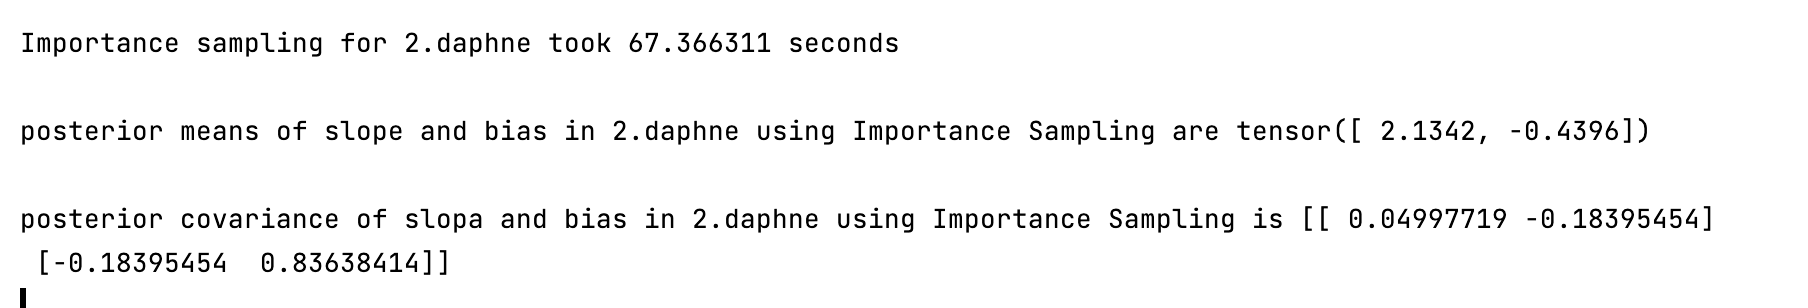 Importance sampling for 2.daphne took 67.366311 seconds
posterior means of slope and bias in 2.daphne using Importance Sampling are tensor([ 2.1342, -0.4396])
posterior covariance of slopa and bias in 2.daphne using Importance Sampling is [[ 0.04997719 -0.18395454]
 [-0.18395454  0.83638414]]